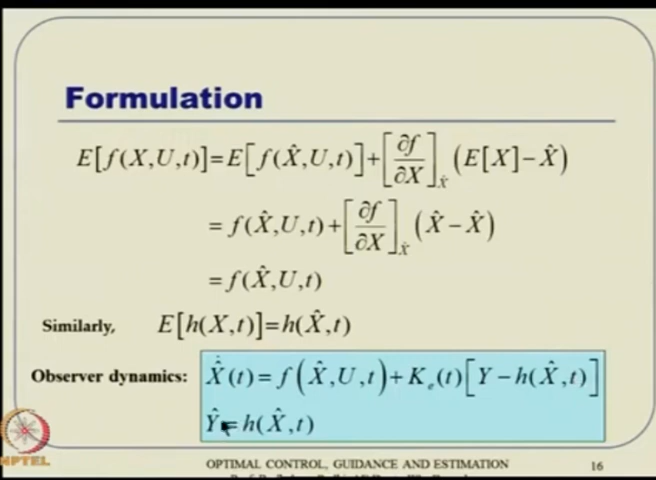 Formulation
E[f(X,U,t)]=E[f(X̂,U,t)]+[∂f/∂X]_X̂ (E[X]−X̂)
= f(X̂,U,t)+[∂f/∂X]_X̂ (X̂−X̂)
= f(X̂,U,t)
Similarly, E[h(X,t)]=h(X̂,t)
Observer dynamics: X̂̇(t)=f(X̂,U,t)+K_e(t)[Y−h(X̂,t)]
Ŷ=h(X̂,t)
NPTEL
OPTIMAL CONTROL, GUIDANCE AND ESTIMATION 16